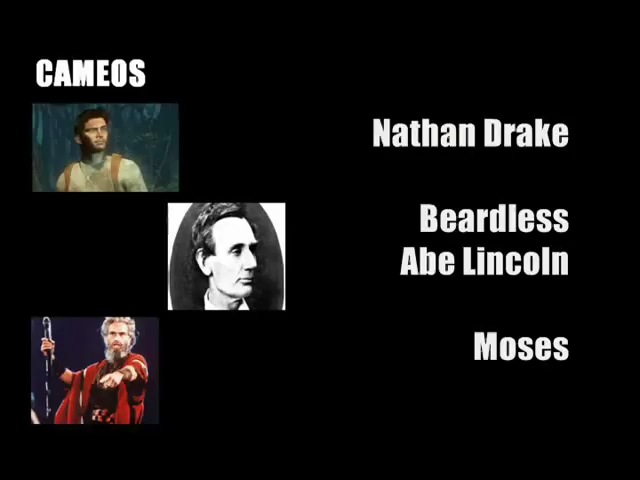 CAMEOS
Nathan Drake
Beardless
Abe Lincoln
Moses